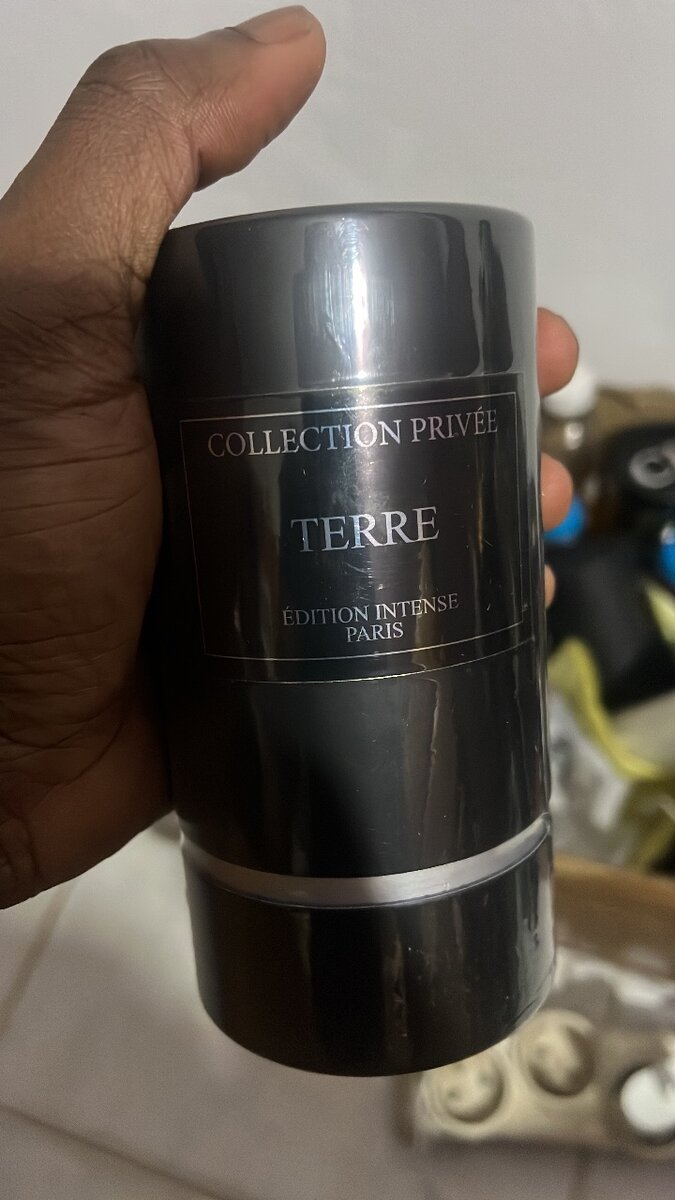 COLLECTION PRIVÉE
TERRE
ÉDITION INTENSE
PARIS